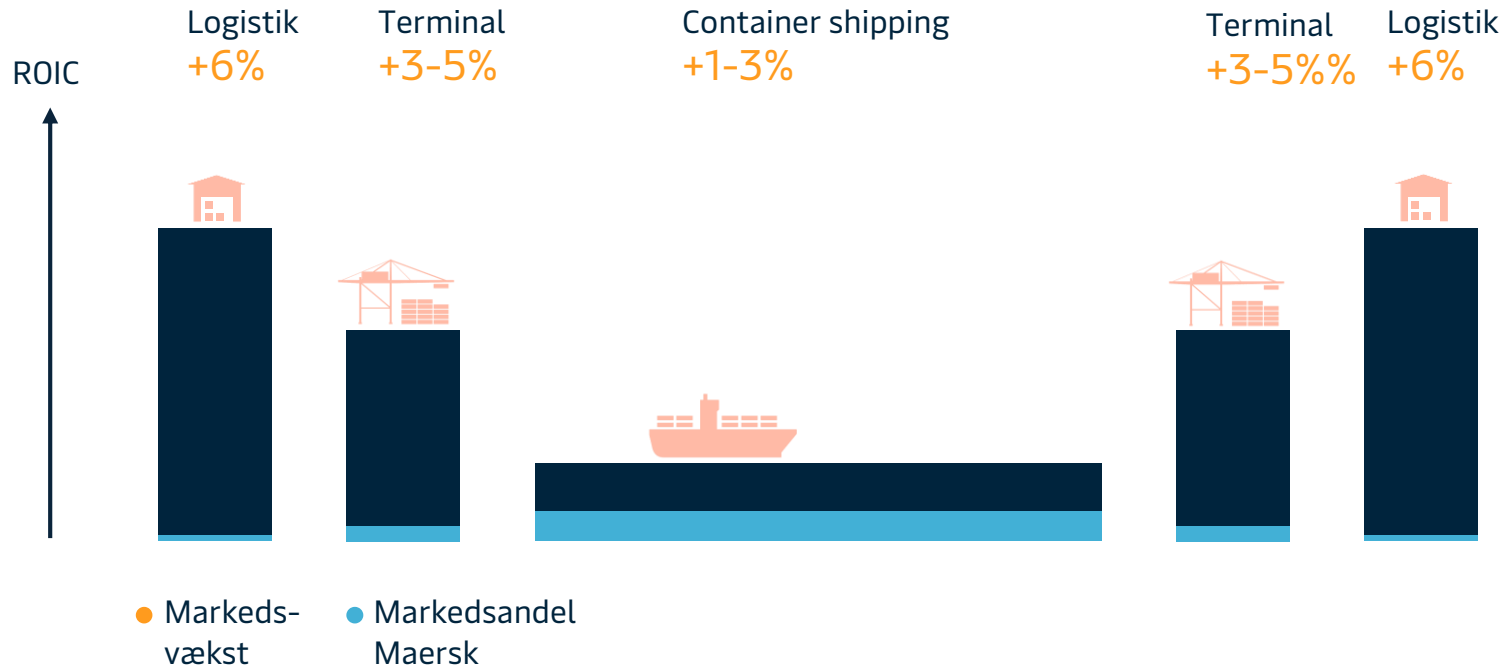 Logistik
+6%
Terminal
+3-5%
Container shipping
+1-3%
Terminal
+3-5%%
Logistik
+6%
ROIC
Markeds-
vækst
Markedsandel
Maersk